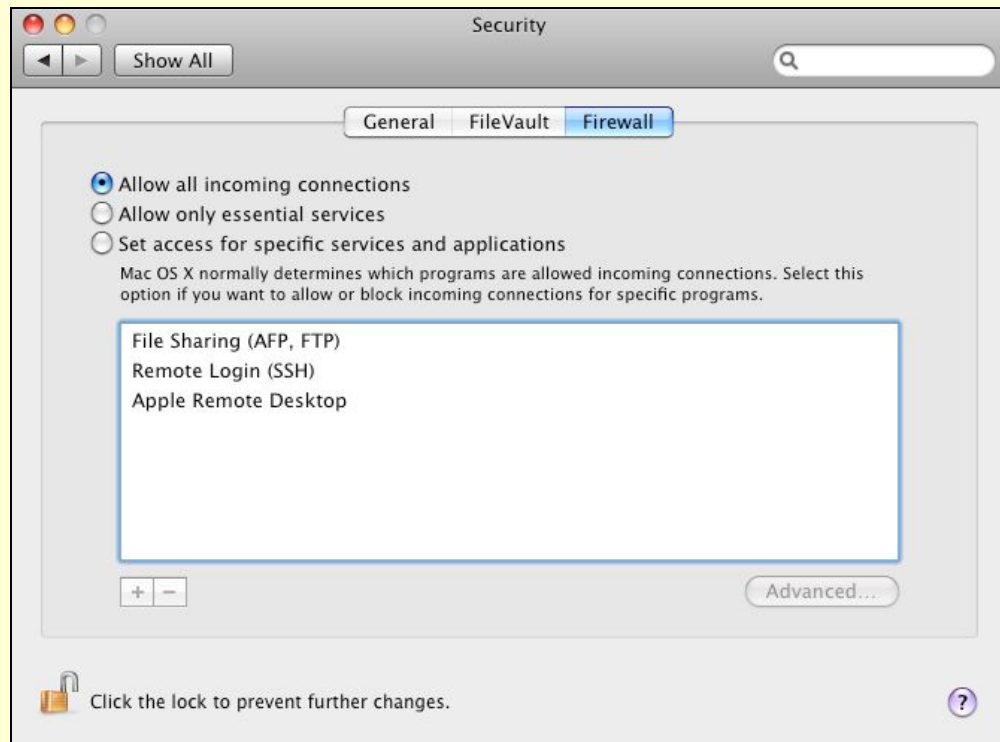 Security
Show All
General FileVault Firewall
Allow all incoming connections
Allow only essential services
Set access for specific services and applications
Mac OS X normally determines which programs are allowed incoming connections. Select this
option if you want to allow or block incoming connections for specific programs.
File Sharing (AFP, FTP)
Remote Login (SSH)
Apple Remote Desktop
+ −
Advanced...
Click the lock to prevent further changes.
?